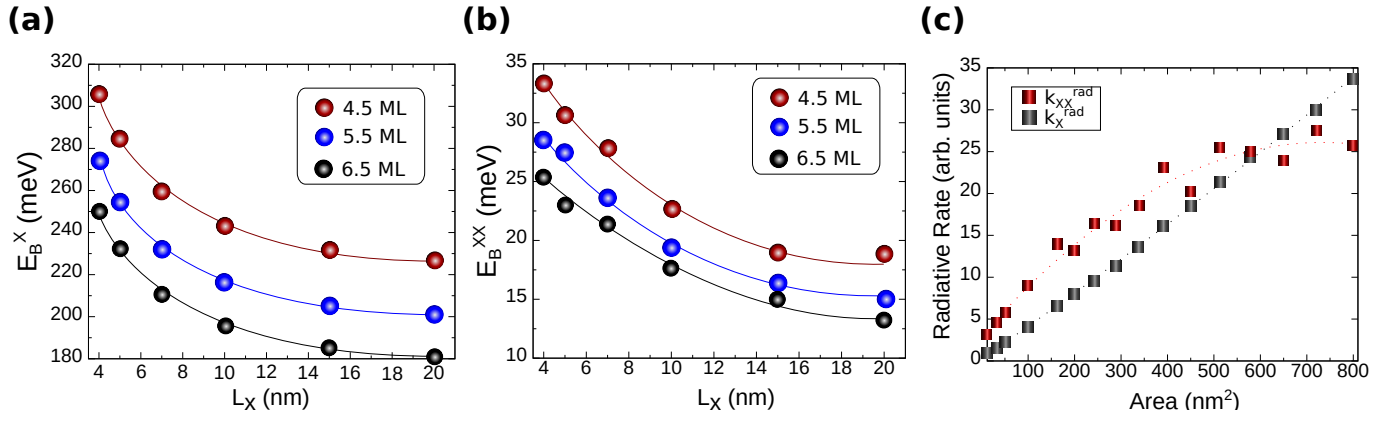 (a)
320
300
280
260
240
220
200
180
E_B^X (meV)
4.5 ML
5.5 ML
6.5 ML
4 6 8 10 12 14 16 18 20
L_X (nm)
(b)
35
30
25
20
15
10
E_B^XX (meV)
4.5 ML
5.5 ML
6.5 ML
4 6 8 10 12 14 16 18 20
L_X (nm)
(c)
35
30
25
20
15
10
5
0
Radiative Rate (arb. units)
k_XX^rad
k_X^rad
100 200 300 400 500 600 700 800
Area (nm²)